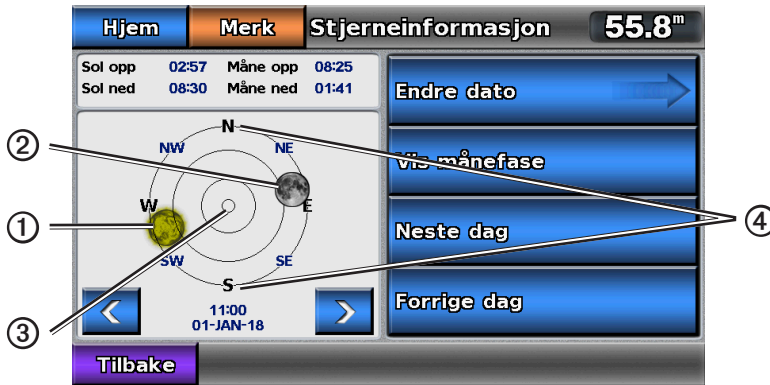 Hjem Merk Stjerneinformasjon 55.8m
Sol opp 02:57 Måne opp 08:25
Sol ned 08:30 Måne ned 01:41
Endre dato
Vis månefase
Neste dag
Forrige dag
N
NW NE
W E
SW SE
S
11:00
01-JAN-18
Tilbake
①
②
③
④